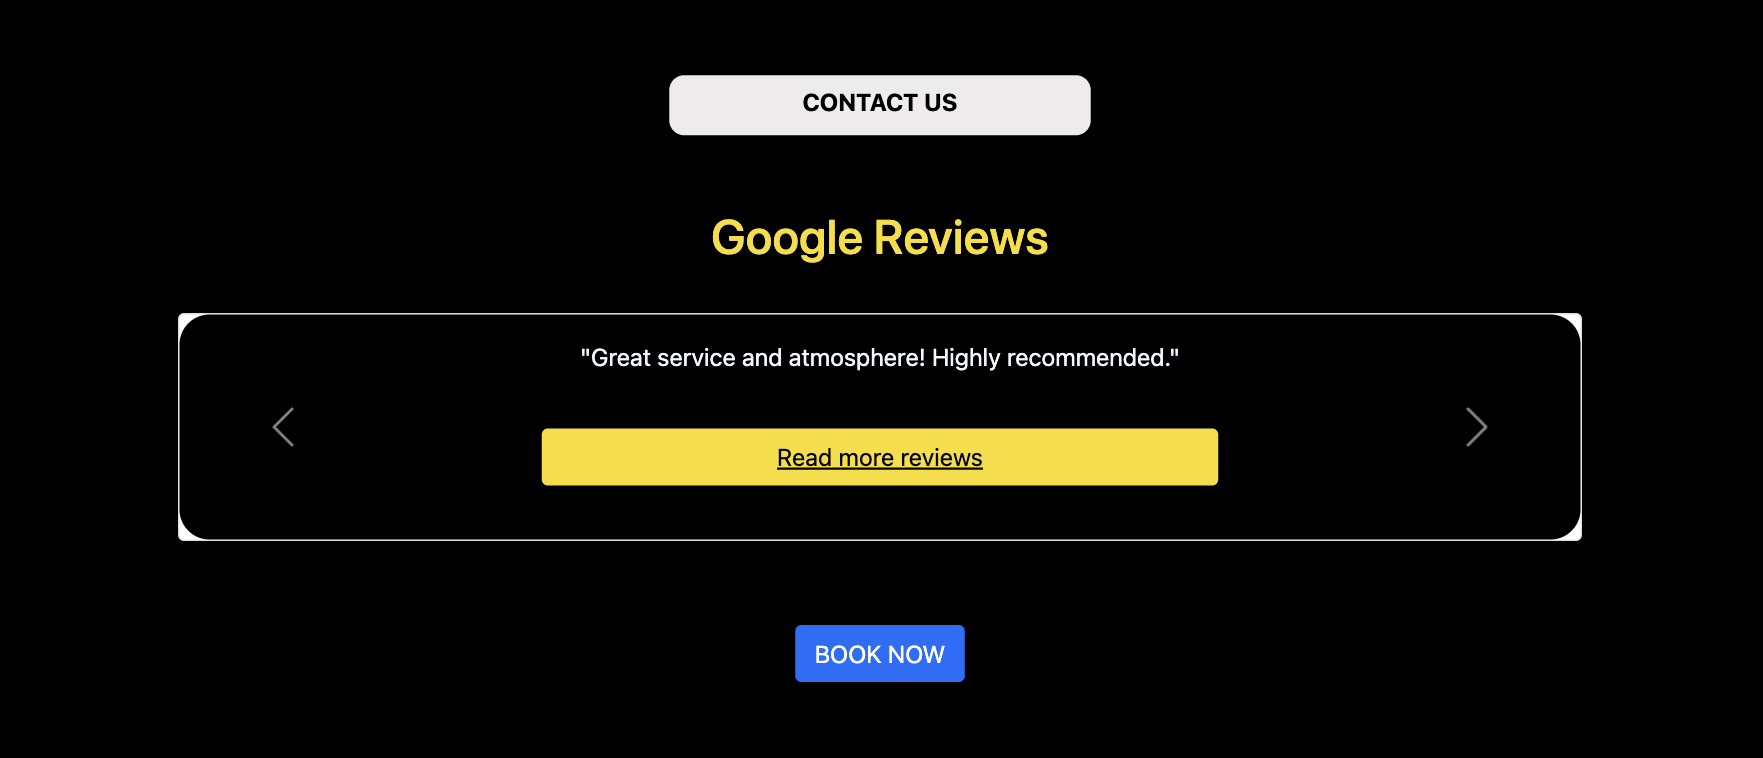 CONTACT US
Google Reviews
"Great service and atmosphere! Highly recommended."
Read more reviews
BOOK NOW